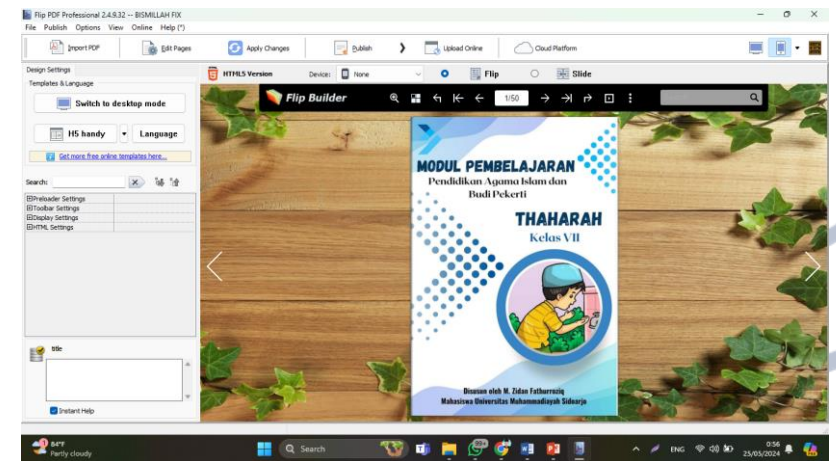 Flip PDF Professional 2.4.9.32 -- BISMILLAH FIX
File Publish Options View Online Help (*)
Import PDF Edit Pages Apply Changes Publish Upload Online Cloud Platform
Design Settings
Templates & Language
Switch to desktop mode
H5 handy Language
Get more free online templates here...
Search:
Preloader Settings
Toolbar Settings
Display Settings
HTML Settings
title
Instant Help
HTML5 Version Device: None Flip Slide
Flip Builder 1/50
MODUL PEMBELAJARAN
Pendidikan Agama Islam dan
Budi Pekerti
THAHARAH
Kelas VII
Disusun oleh M. Zidan Fathurroziq
Mahasiswa Universitas Muhammadiyah Sidoarjo
84°F
Partly cloudy
Search
99+
ENG
0:56
25/05/2024